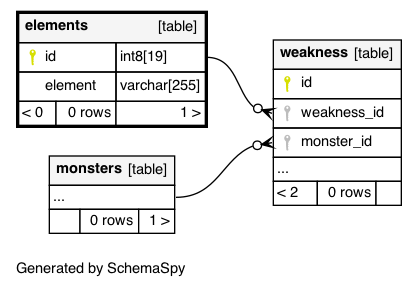 elements [table]
id int8[19]
element varchar[255]
< 0 0 rows 1 >
weakness [table]
id
weakness_id
monster_id
...
< 2 0 rows
monsters [table]
...
0 rows 1 >
Generated by SchemaSpy